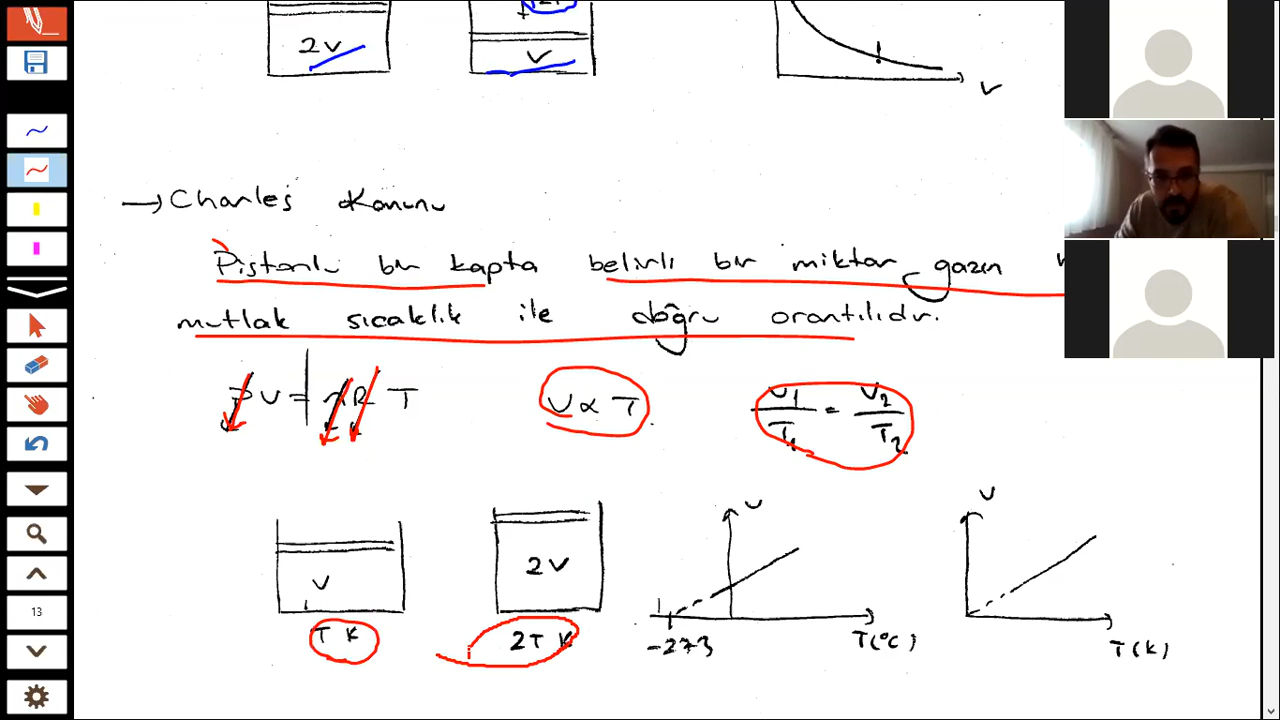 2V
V
V
→ Charles Kanunu
Pistonlu bir kapta belirli bir miktar gazın
mutlak sıcaklık ile doğru orantılıdır.
PV = nRT V ∝ T V1/T1 = V2/T2
V 2V V V
T K 2T K -273 T(°C) T(K)
13